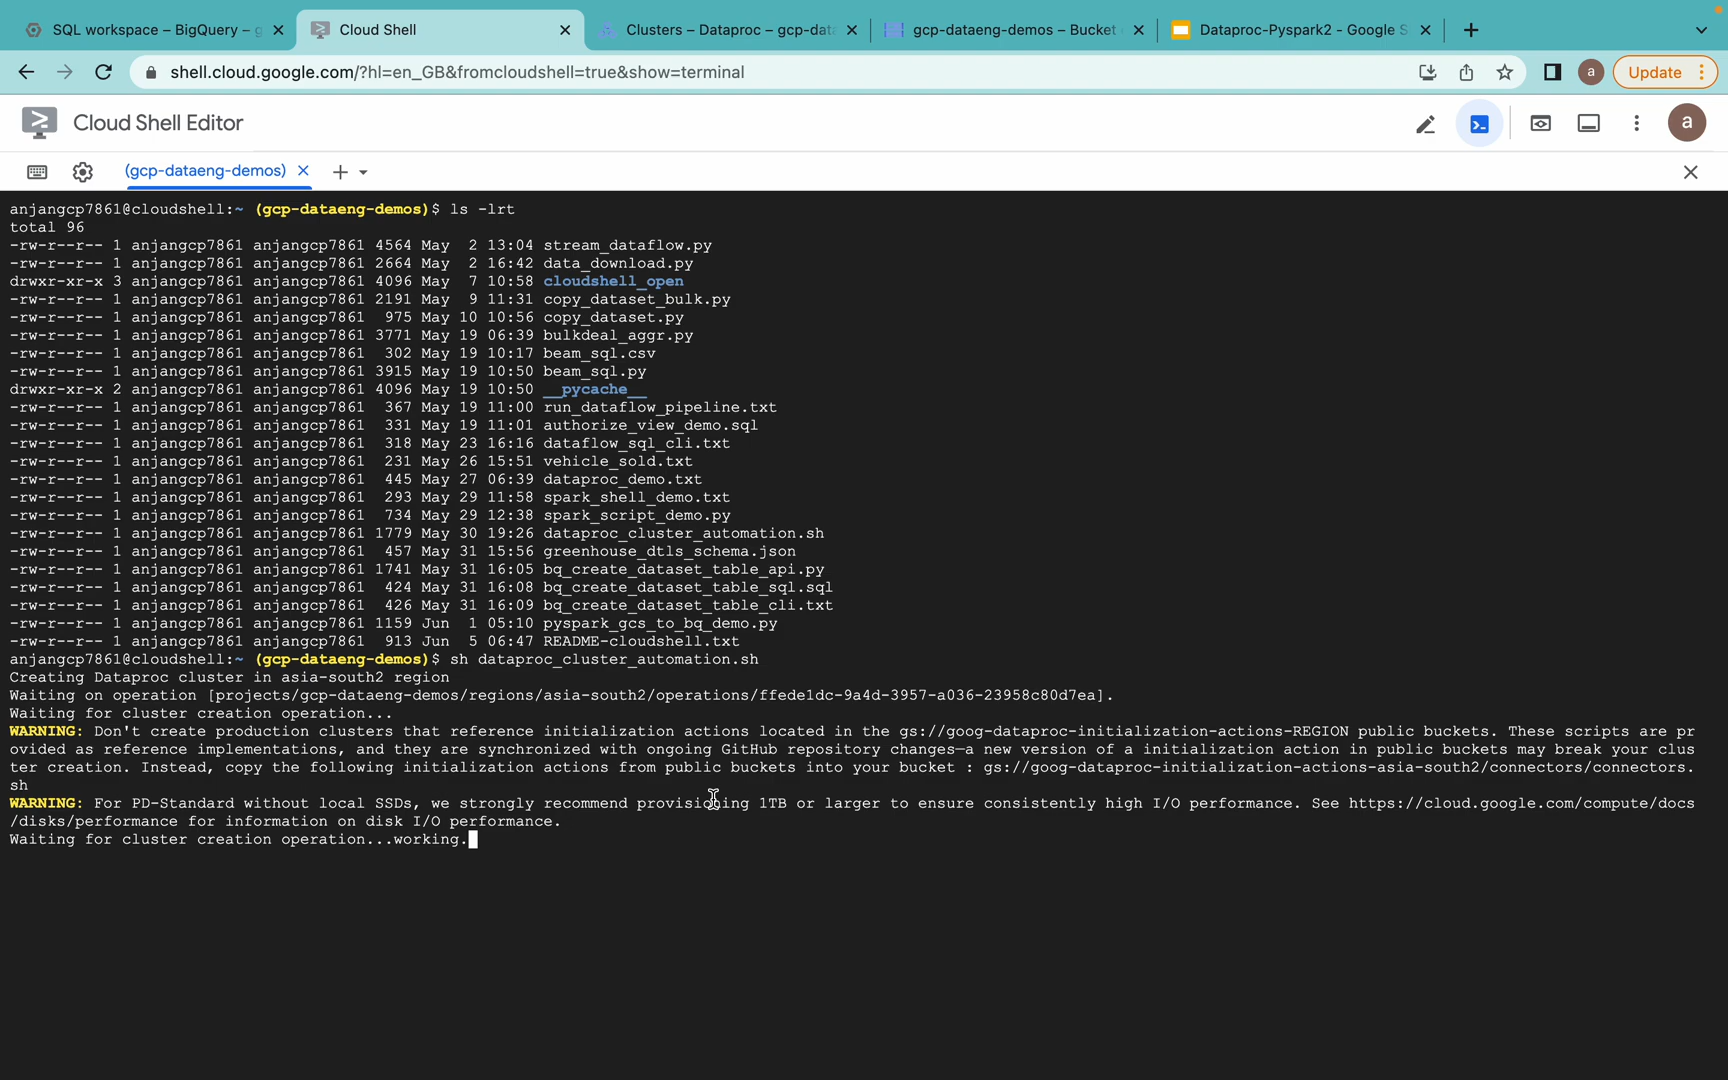 SQL workspace – BigQuery – g
Cloud Shell
Clusters – Dataproc – gcp-data
gcp-dataeng-demos – Bucket
Dataproc-Pyspark2 - Google S
shell.cloud.google.com/?hl=en_GB&fromcloudshell=true&show=terminal
a
Update
Cloud Shell Editor
a
(gcp-dataeng-demos)
anjangcp7861@cloudshell:~ (gcp-dataeng-demos)$ ls -lrt
total 96
-rw-r--r-- 1 anjangcp7861 anjangcp7861 4564 May  2 13:04 stream_dataflow.py
-rw-r--r-- 1 anjangcp7861 anjangcp7861 2664 May  2 16:42 data_download.py
drwxr-xr-x 3 anjangcp7861 anjangcp7861 4096 May  7 10:58 cloudshell_open
-rw-r--r-- 1 anjangcp7861 anjangcp7861 2191 May  9 11:31 copy_dataset_bulk.py
-rw-r--r-- 1 anjangcp7861 anjangcp7861  975 May 10 10:56 copy_dataset.py
-rw-r--r-- 1 anjangcp7861 anjangcp7861 3771 May 19 06:39 bulkdeal_aggr.py
-rw-r--r-- 1 anjangcp7861 anjangcp7861  302 May 19 10:17 beam_sql.csv
-rw-r--r-- 1 anjangcp7861 anjangcp7861 3915 May 19 10:50 beam_sql.py
drwxr-xr-x 2 anjangcp7861 anjangcp7861 4096 May 19 10:50 __pycache__
-rw-r--r-- 1 anjangcp7861 anjangcp7861  367 May 19 11:00 run_dataflow_pipeline.txt
-rw-r--r-- 1 anjangcp7861 anjangcp7861  331 May 19 11:01 authorize_view_demo.sql
-rw-r--r-- 1 anjangcp7861 anjangcp7861  318 May 23 16:16 dataflow_sql_cli.txt
-rw-r--r-- 1 anjangcp7861 anjangcp7861  231 May 26 15:51 vehicle_sold.txt
-rw-r--r-- 1 anjangcp7861 anjangcp7861  445 May 27 06:39 dataproc_demo.txt
-rw-r--r-- 1 anjangcp7861 anjangcp7861  293 May 29 11:58 spark_shell_demo.txt
-rw-r--r-- 1 anjangcp7861 anjangcp7861  734 May 29 12:38 spark_script_demo.py
-rw-r--r-- 1 anjangcp7861 anjangcp7861 1779 May 30 19:26 dataproc_cluster_automation.sh
-rw-r--r-- 1 anjangcp7861 anjangcp7861  457 May 31 15:56 greenhouse_dtls_schema.json
-rw-r--r-- 1 anjangcp7861 anjangcp7861 1741 May 31 16:05 bq_create_dataset_table_api.py
-rw-r--r-- 1 anjangcp7861 anjangcp7861  424 May 31 16:08 bq_create_dataset_table_sql.sql
-rw-r--r-- 1 anjangcp7861 anjangcp7861  426 May 31 16:09 bq_create_dataset_table_cli.txt
-rw-r--r-- 1 anjangcp7861 anjangcp7861 1159 Jun  1 05:10 pyspark_gcs_to_bq_demo.py
-rw-r--r-- 1 anjangcp7861 anjangcp7861  913 Jun  5 06:47 README-cloudshell.txt
anjangcp7861@cloudshell:~ (gcp-dataeng-demos)$ sh dataproc_cluster_automation.sh
Creating Dataproc cluster in asia-south2 region
Waiting on operation [projects/gcp-dataeng-demos/regions/asia-south2/operations/ffede1dc-9a4d-3957-a036-23958c80d7ea].
Waiting for cluster creation operation...
WARNING: Don't create production clusters that reference initialization actions located in the gs://goog-dataproc-initialization-actions-REGION public buckets. These scripts are pr
ovided as reference implementations, and they are synchronized with ongoing GitHub repository changes—a new version of a initialization action in public buckets may break your clus
ter creation. Instead, copy the following initialization actions from public buckets into your bucket : gs://goog-dataproc-initialization-actions-asia-south2/connectors/connectors.
sh
WARNING: For PD-Standard without local SSDs, we strongly recommend provisioning 1TB or larger to ensure consistently high I/O performance. See https://cloud.google.com/compute/docs
/disks/performance for information on disk I/O performance.
Waiting for cluster creation operation...working.